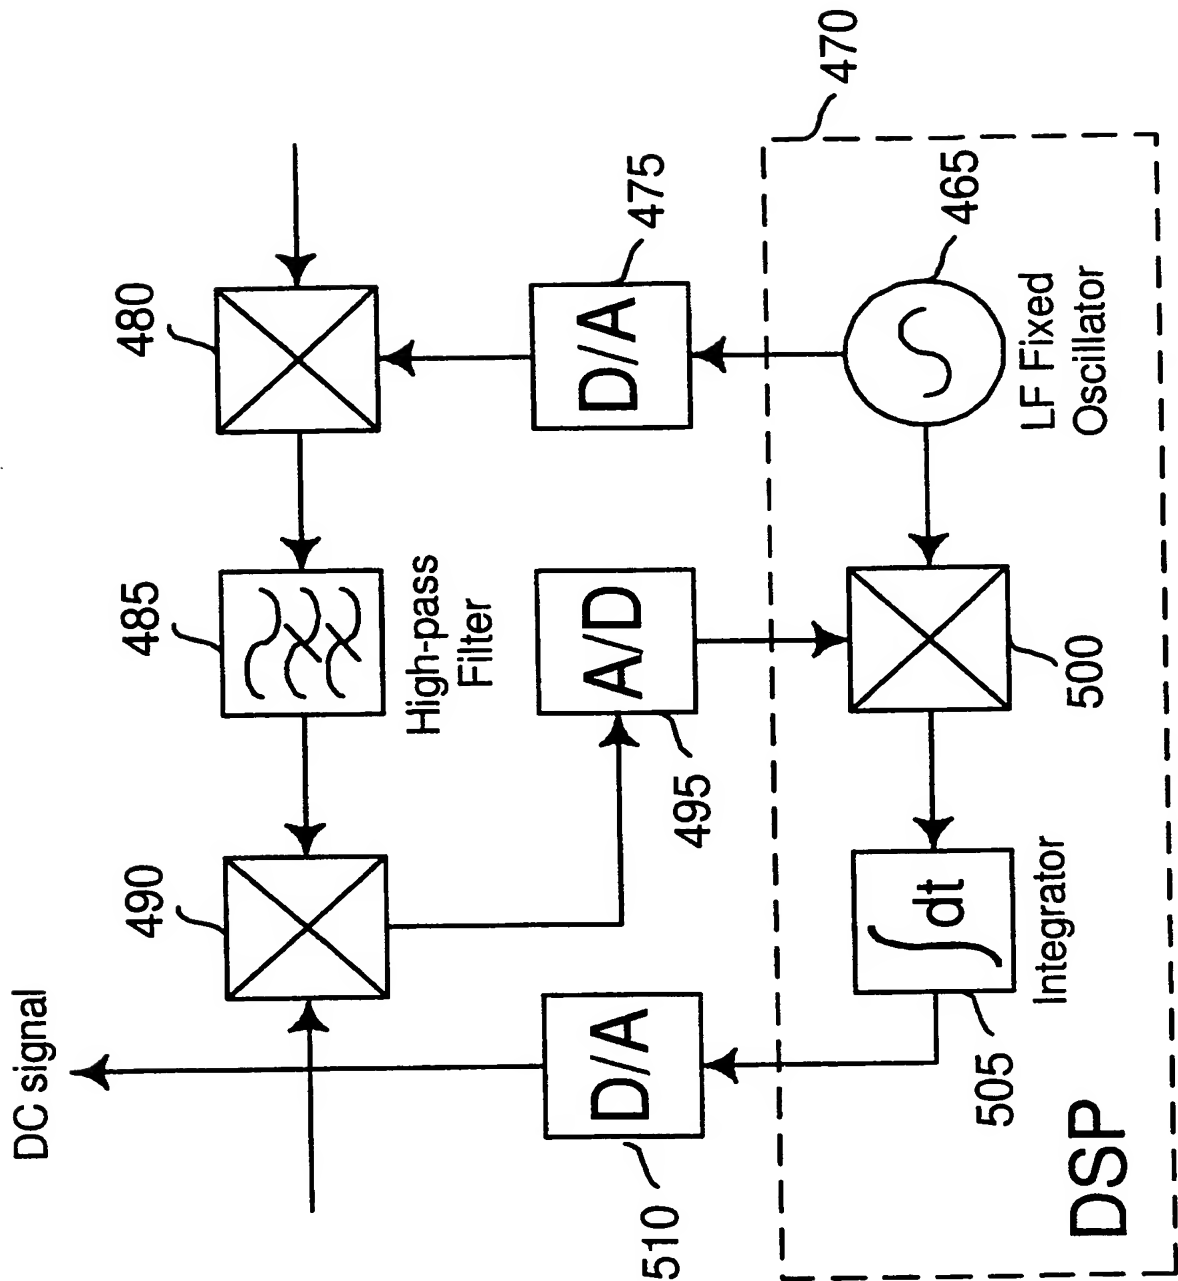 DC signal
490
485
480
High-pass
Filter
510
D/A
495
A/D
D/A
475
470
505
∫dt
Integrator
500
LF Fixed
Oscillator
465
DSP